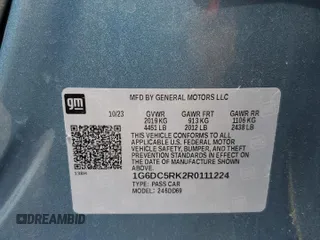 gm
MFD BY GENERAL MOTORS LLC
10/23 GVWR GAWR FRT GAWR RR
2019 KG 913 KG 1106 KG
4451 LB 2012 LB 2438 LB
THIS VEHICLE CONFORMS TO ALL APPLICABLE
U.S. FEDERAL MOTOR
VEHICLE SAFETY, BUMPER, AND THEFT
PREVENTION STANDARDS IN EFFECT ON
THE DATE OF MANUFACTURE SHOWN
ABOVE.
1G6DC5RK2R0111224
TYPE: PASS CAR
MODEL: 246DD69
DREAMBID